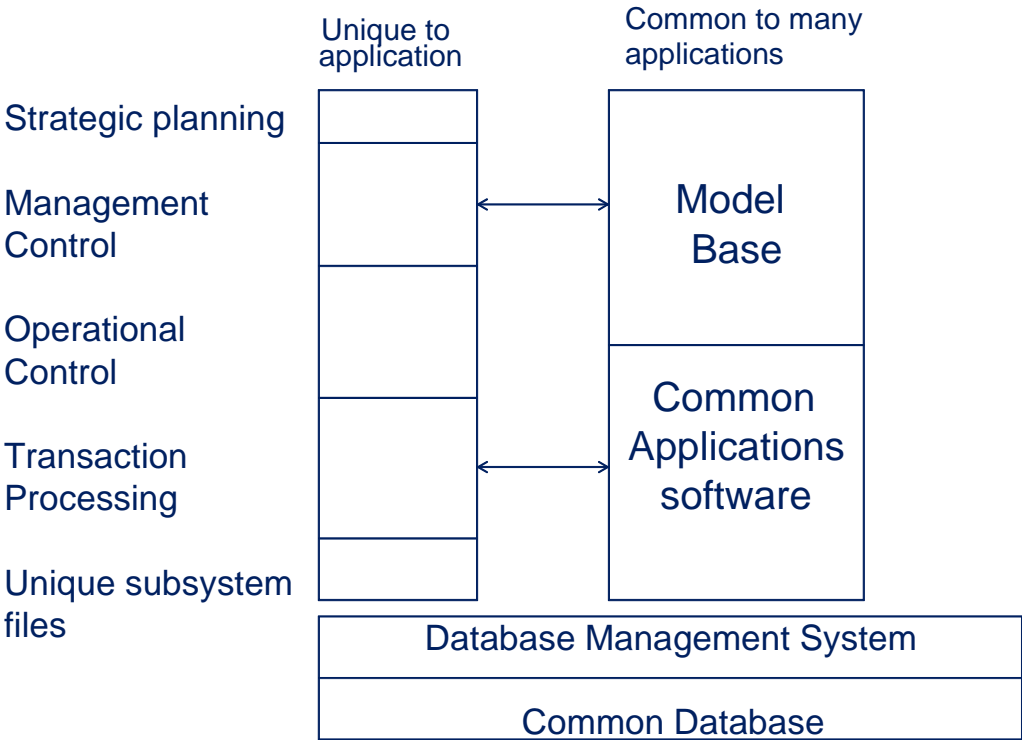 Unique to
application
Common to many
applications
Strategic planning
Management
Control
Operational
Control
Transaction
Processing
Unique subsystem
files
Model
Base
Common
Applications
software
Database Management System
Common Database